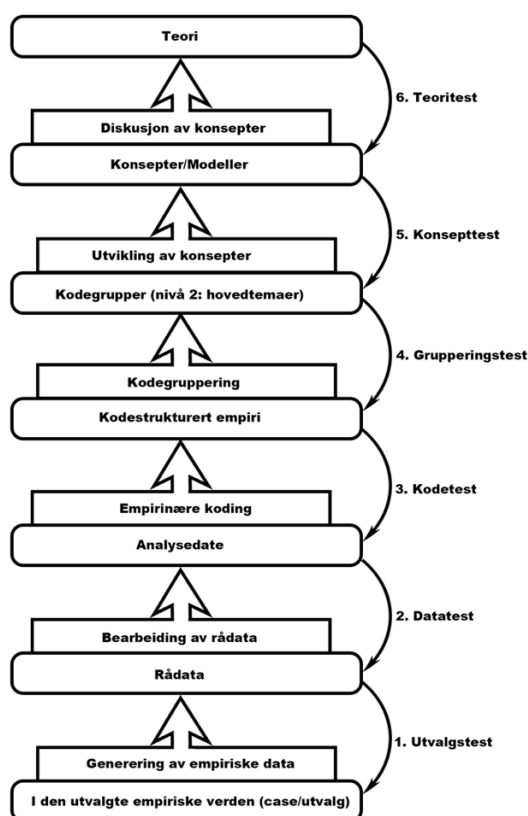 Teori
6. Teoritest
Diskusjon av konsepter
Konsepter/Modeller
5. Konsepttest
Utvikling av konsepter
Kodegrupper (nivå 2: hovedtemaer)
4. Grupperingstest
Kodegruppering
Kodestrukturert empiri
3. Kodetest
Empirinære koding
Analysedate
2. Datatest
Bearbeiding av rådata
Rådata
1. Utvalgstest
Generering av empiriske data
I den utvalgte empiriske verden (case/utvalg)